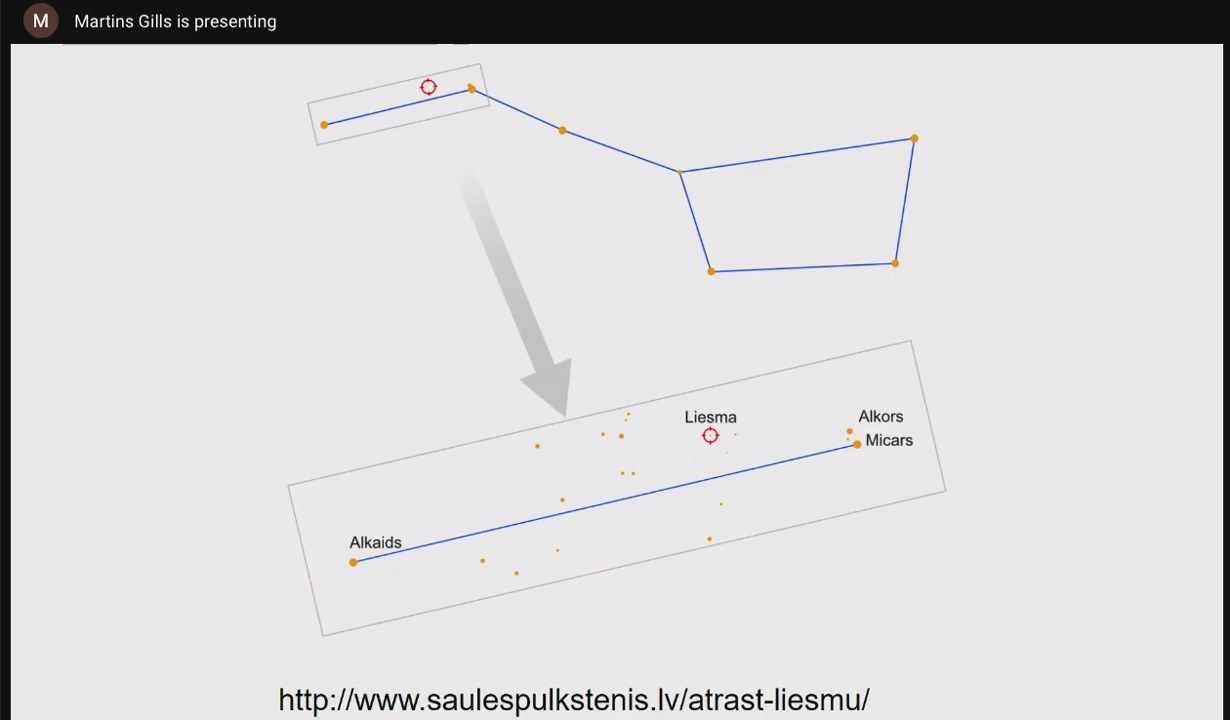 M
Martins Gills is presenting
Liesma
Alkors
Micars
Alkaids
http://www.saulespulkstenis.lv/atrast-liesmu/